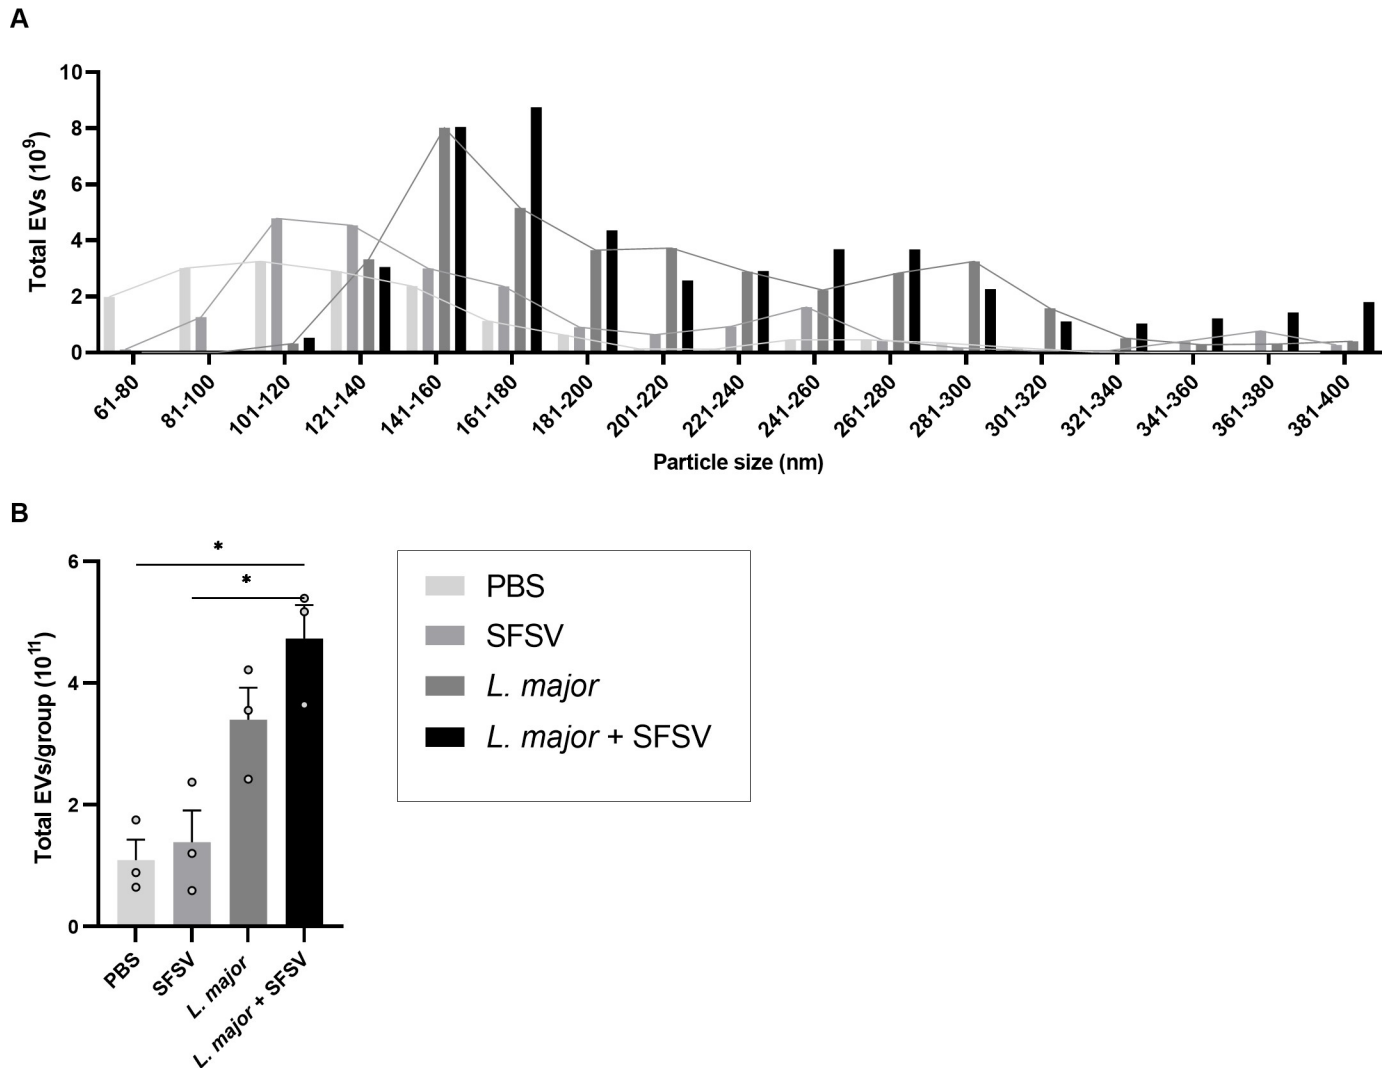 A
Total EVs (10⁹)
10
8
6
4
2
0
61-80
81-100
101-120
121-140
141-160
161-180
181-200
201-220
221-240
241-260
261-280
281-300
301-320
321-340
341-360
361-380
381-400
Particle size (nm)
B
Total EVs/group (10¹¹)
6
4
2
0
*
*
PBS
SFSV
L. major
L. major + SFSV
PBS
SFSV
L. major
L. major + SFSV